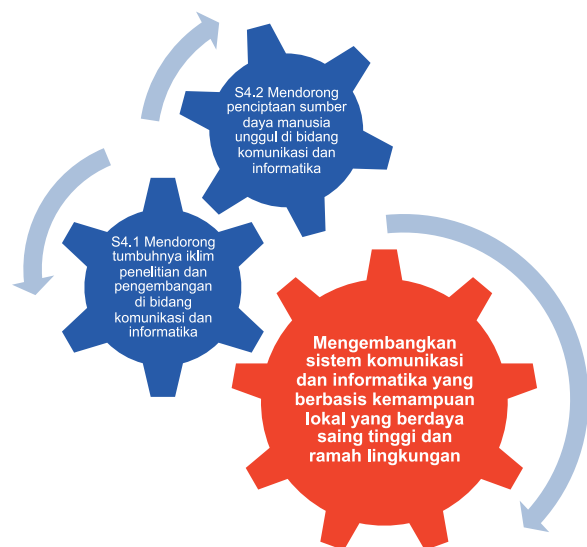 S4.2 Mendorong
penciptaan sumber
daya manusia
unggul di bidang
komunikasi dan
informatika
S4.1 Mendorong
tumbuhnya iklim
penelitian dan
pengembangan
di bidang
komunikasi dan
informatika
Mengembangkan
sistem komunikasi
dan informatika yang
berbasis kemampuan
lokal yang berdaya
saing tinggi dan
ramah lingkungan